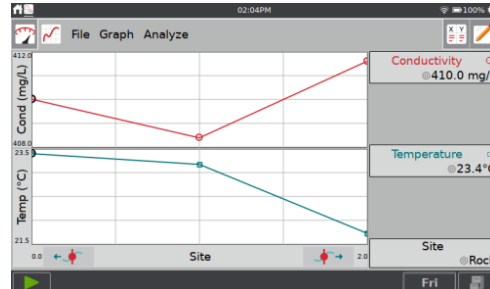 02:04PM
100%
X Y
File Graph Analyze
412.0
Cond (mg/L)
408.0
Conductivity
410.0 mg/
23.5
Temp (°C)
21.5
Temperature
23.4°C
0.0
Site
2.0
Site
Rock
Fri